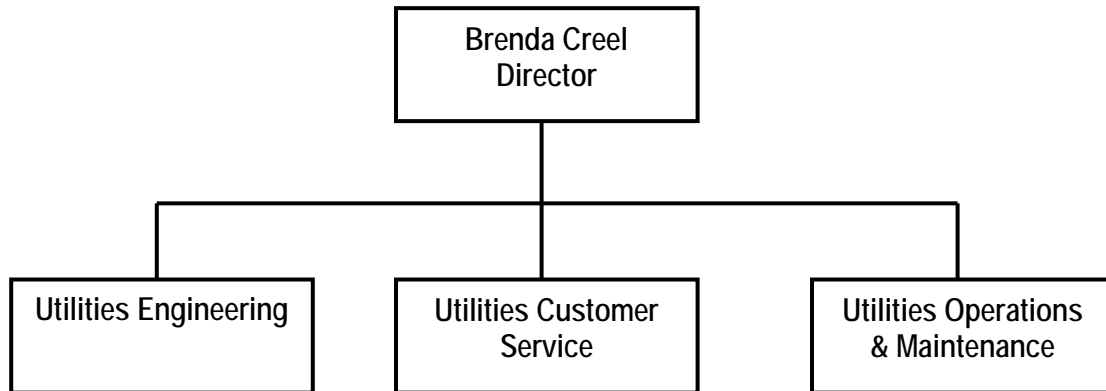 Brenda Creel
Director
Utilities Engineering
Utilities Customer
Service
Utilities Operations
& Maintenance